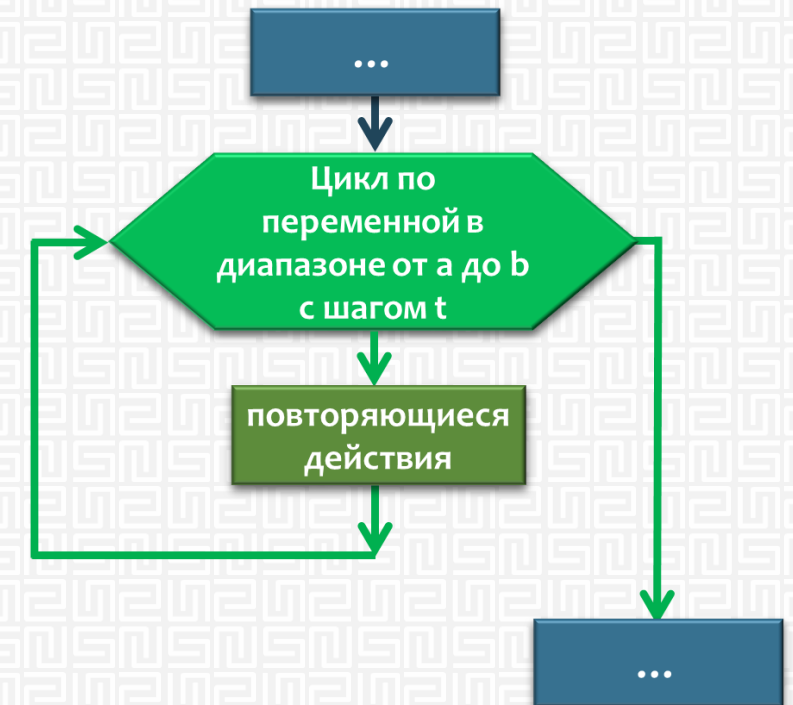 ...
Цикл по
переменной в
диапазоне от a до b
с шагом t
повторяющиеся
действия
...